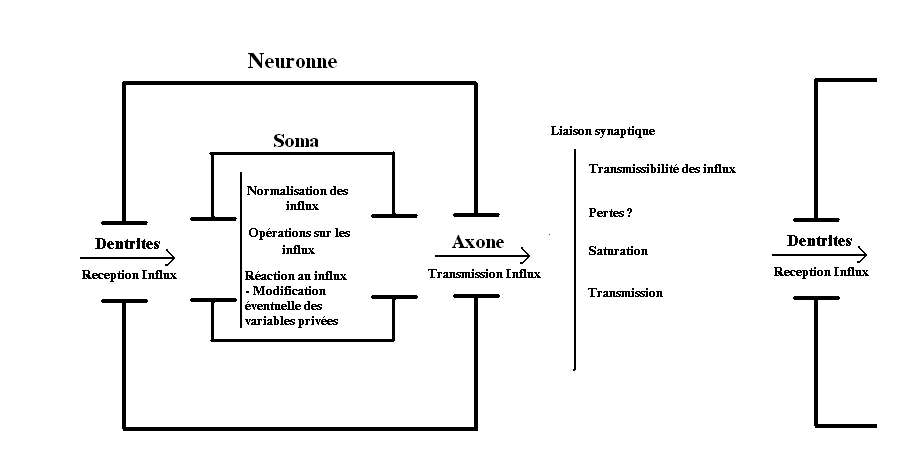 Neuronne
Soma
Normalisation des
influx
Opérations sur les
influx
Réaction au influx
- Modification
éventuelle des
variables privées
Dentrites
Reception Influx
Axone
Transmission Influx
Liaison synaptique
Transmissibilité des influx
Pertes ?
Saturation
Transmission
Dentrites
Reception Influx